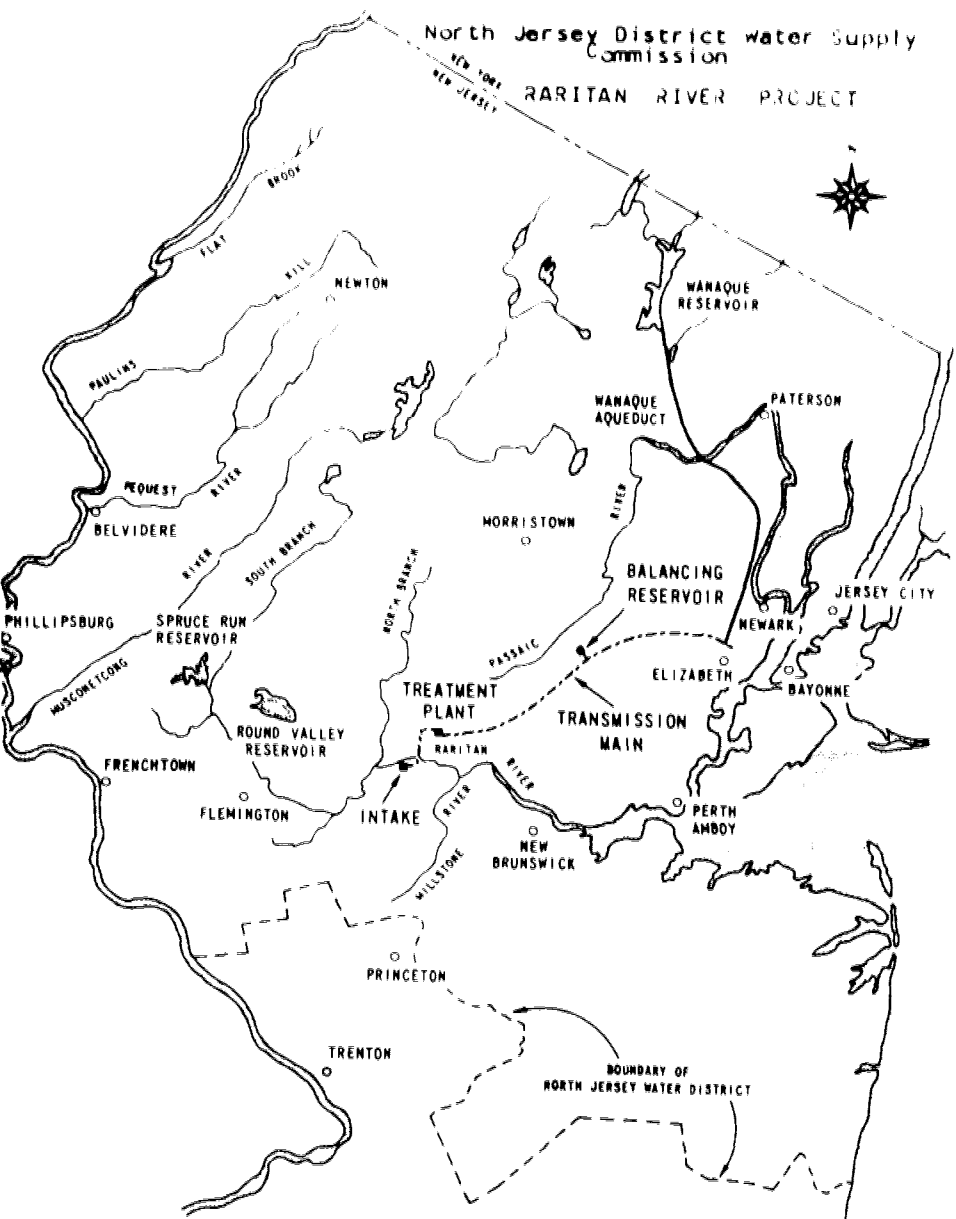 North Jersey District Water Supply
Commission
NEW YORK
NEW JERSEY
RARITAN RIVER PROJECT
N
BROOK
FLAT
KILL
NEWTON
WANAQUE
RESERVOIR
PAULINS
WANAQUE
AQUEDUCT
PATERSON
PEQUEST
RIVER
BELVIDERE
MORRISTOWN
RIVER
RIVER
SOUTH BRANCH
NORTH BRANCH
BALANCING
RESERVOIR
JERSEY CITY
PHILLIPSBURG
SPRUCE RUN
RESERVOIR
NEWARK
PASSAIC
ELIZABETH
BAYONNE
MUSCONETCONG
TREATMENT
PLANT
ROUND VALLEY
RESERVOIR
TRANSMISSION
MAIN
RARITAN
RIVER
FRENCHTOWN
FLEMINGTON
INTAKE
RIVER
PERTH
AMBOY
NEW
BRUNSWICK
MILLSTONE
PRINCETON
TRENTON
BOUNDARY OF
NORTH JERSEY WATER DISTRICT